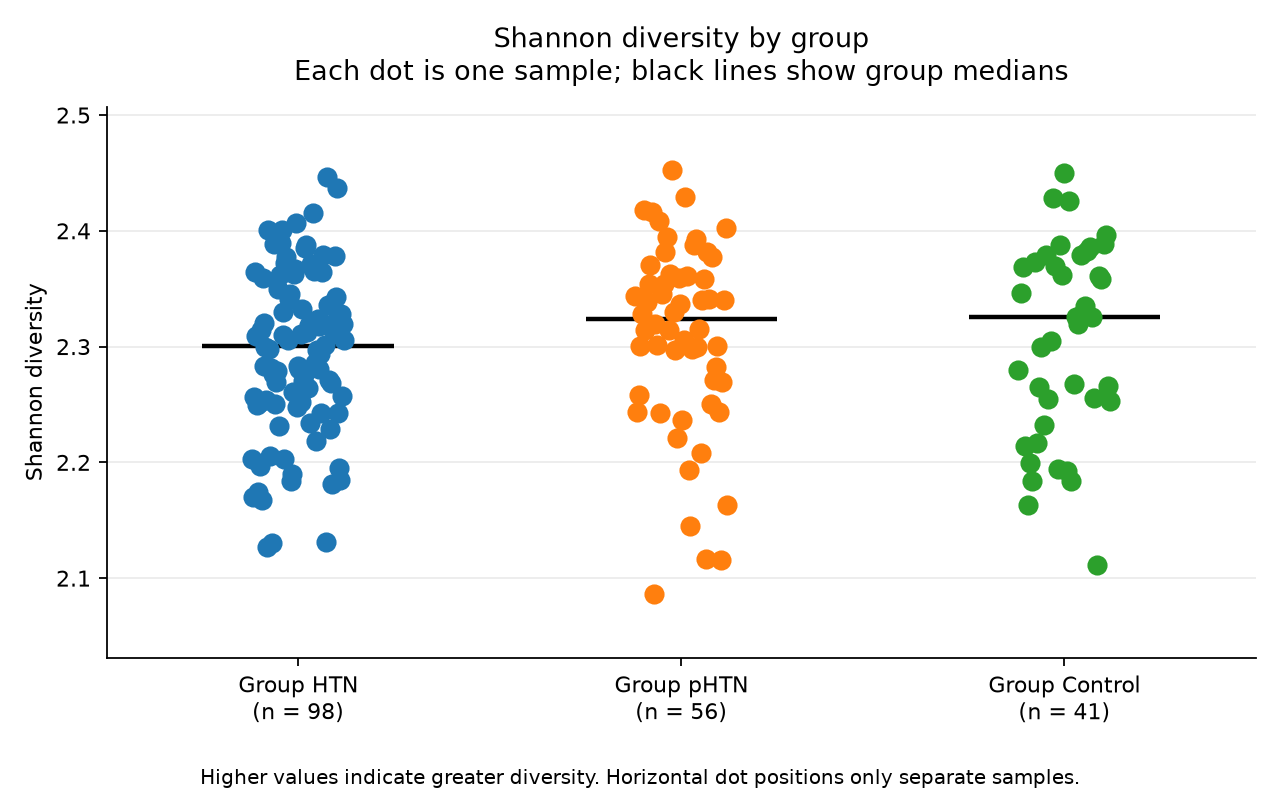 Shannon diversity by group
Each dot is one sample; black lines show group medians
Shannon diversity
2.5
2.4
2.3
2.2
2.1
Group HTN
(n = 98)
Group pHTN
(n = 56)
Group Control
(n = 41)
Higher values indicate greater diversity. Horizontal dot positions only separate samples.